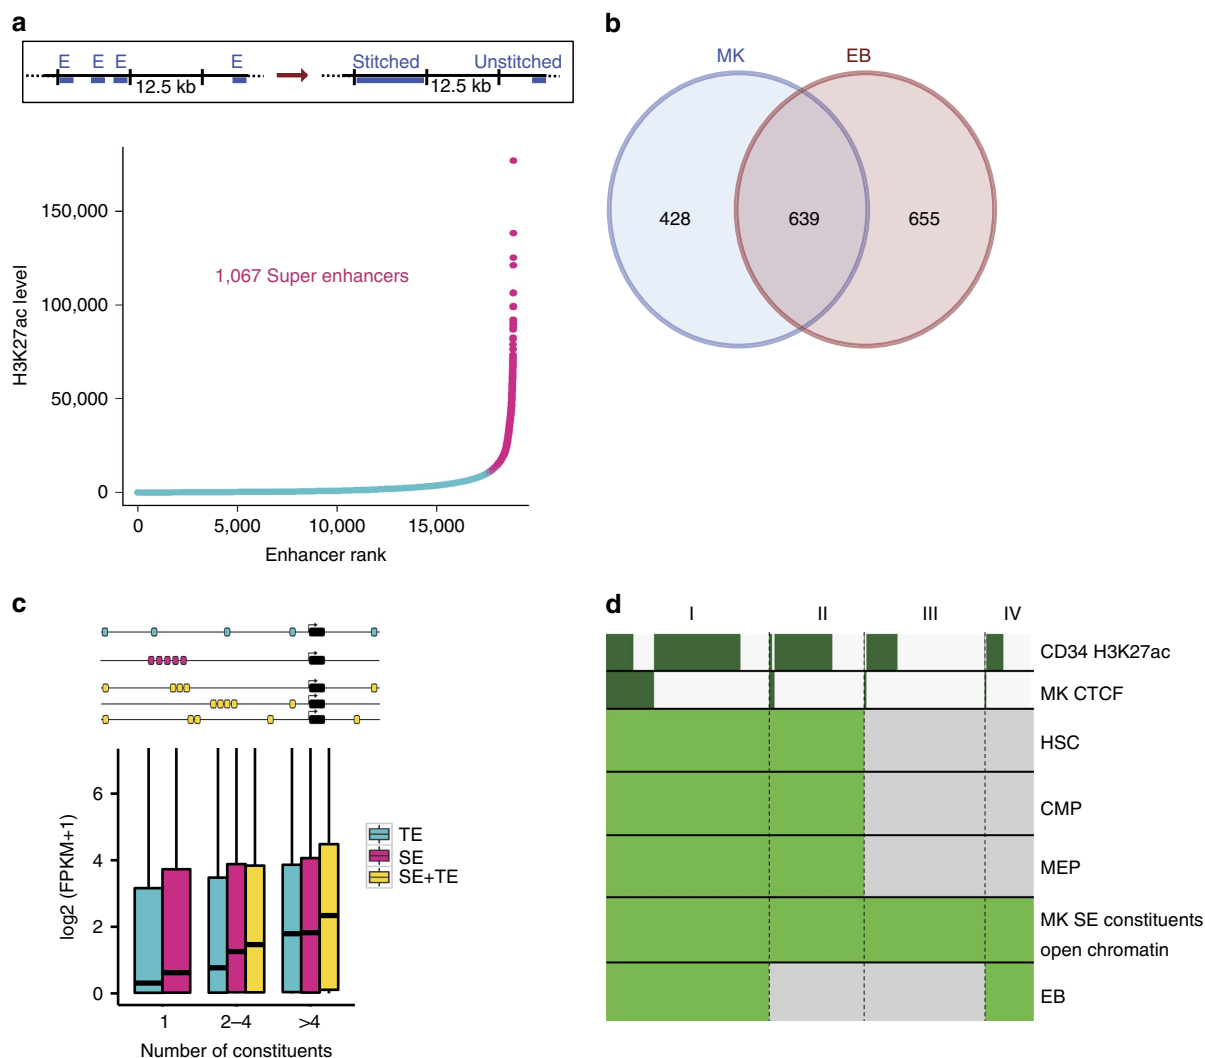 a
E E E E
Stitched Unstitched
12.5 kb 12.5 kb
H3K27ac level
150,000
100,000
50,000
0
1,067 Super enhancers
0 5,000 10,000 15,000
Enhancer rank
b
MK EB
428 639 655
c
log2 (FPKM+1)
6
4
2
0
TE
SE
SE+TE
1 2–4 >4
Number of constituents
d
I II III IV
CD34 H3K27ac
MK CTCF
HSC
CMP
MEP
MK SE constituents
open chromatin
EB